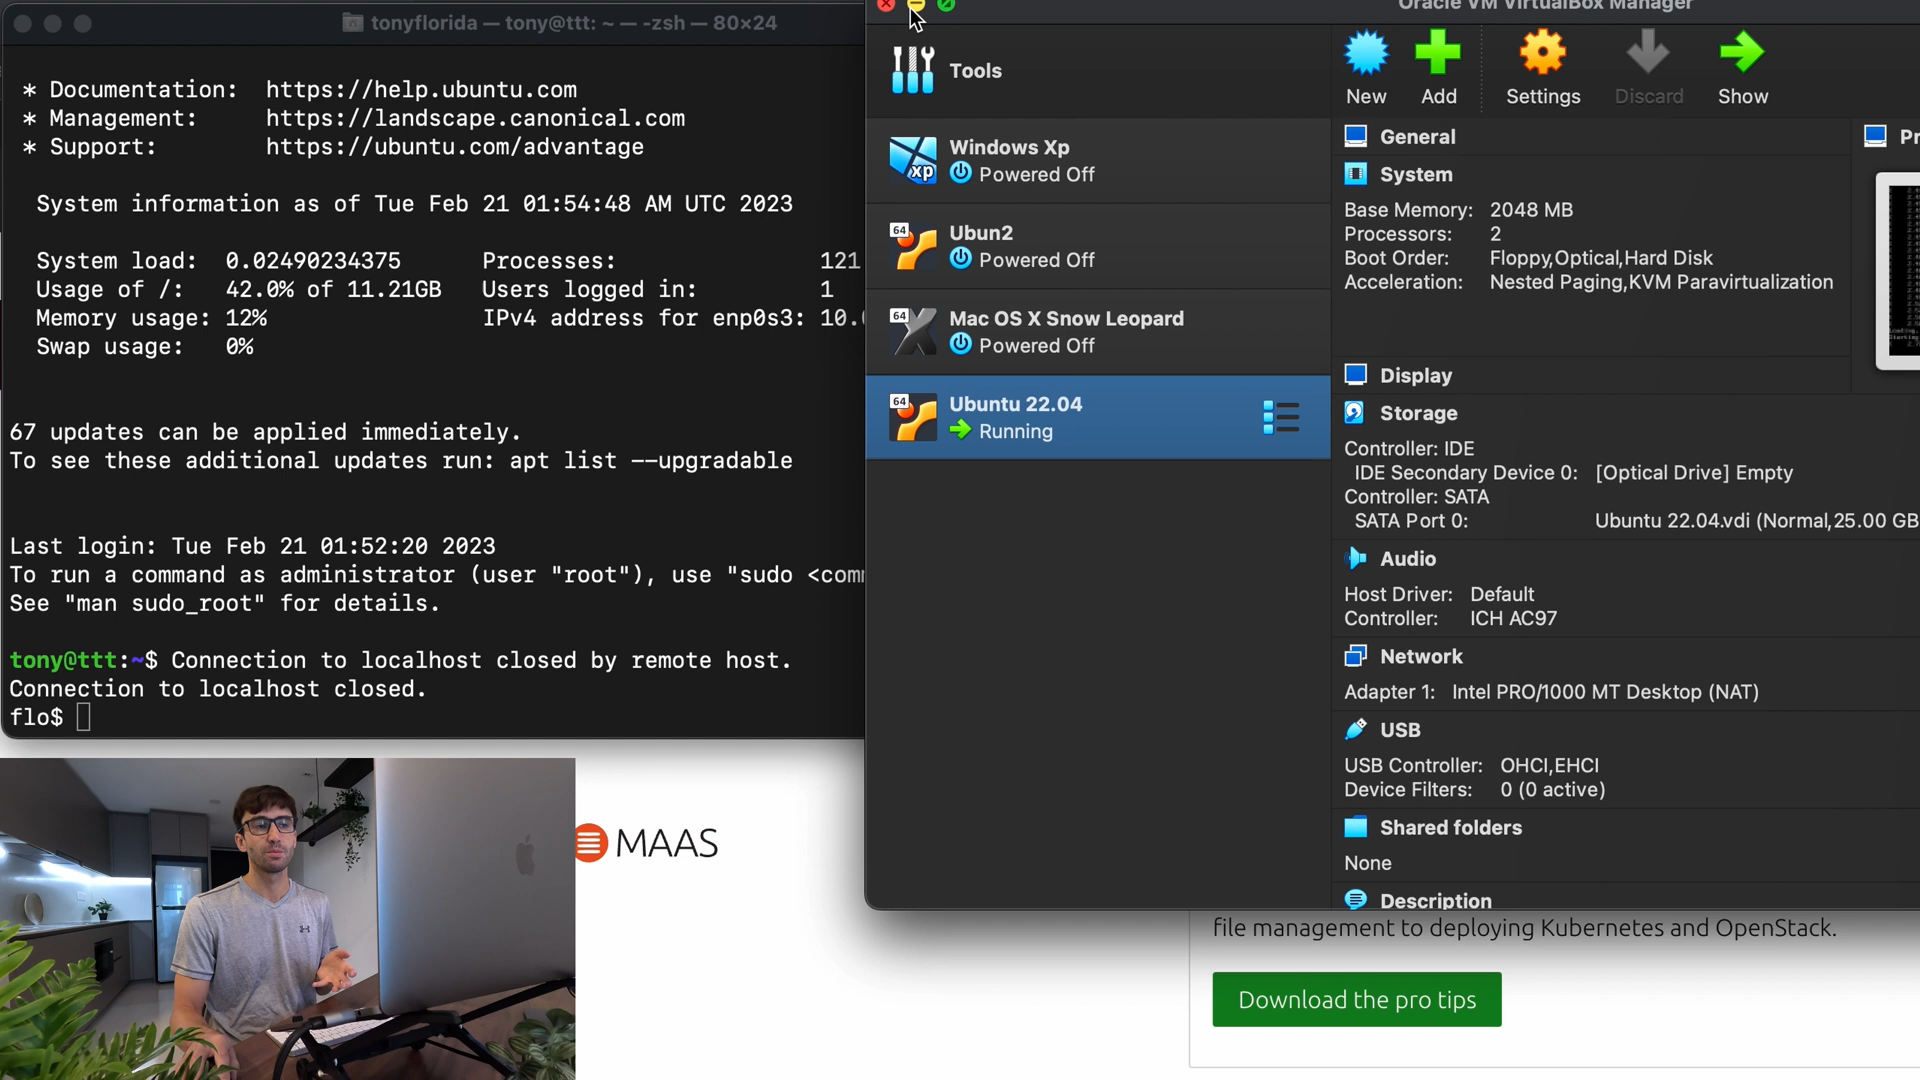 tonyflorida — tony@ttt: ~ — -zsh — 80×24
* Documentation: https://help.ubuntu.com
* Management: https://landscape.canonical.com
* Support: https://ubuntu.com/advantage
System information as of Tue Feb 21 01:54:48 AM UTC 2023
System load: 0.02490234375 Processes: 121
Usage of /: 42.0% of 11.21GB Users logged in: 1
Memory usage: 12% IPv4 address for enp0s3: 10.
Swap usage: 0%
67 updates can be applied immediately.
To see these additional updates run: apt list --upgradable
Last login: Tue Feb 21 01:52:20 2023
To run a command as administrator (user "root"), use "sudo <com
See "man sudo_root" for details.
tony@ttt:~$ Connection to localhost closed by remote host.
Connection to localhost closed.
flo$
Oracle VM VirtualBox Manager
Tools
Windows Xp
Powered Off
64
Ubun2
Powered Off
64
Mac OS X Snow Leopard
Powered Off
64
Ubuntu 22.04
Running
New
Add
Settings
Discard
Show
General
System
Base Memory: 2048 MB
Processors: 2
Boot Order: Floppy,Optical,Hard Disk
Acceleration: Nested Paging,KVM Paravirtualization
Pr
Display
Storage
Controller: IDE
IDE Secondary Device 0: [Optical Drive] Empty
Controller: SATA
SATA Port 0: Ubuntu 22.04.vdi (Normal,25.00 GB
Audio
Host Driver: Default
Controller: ICH AC97
Network
Adapter 1: Intel PRO/1000 MT Desktop (NAT)
USB
USB Controller: OHCI,EHCI
Device Filters: 0 (0 active)
Shared folders
None
Description
MAAS
file management to deploying Kubernetes and OpenStack.
Download the pro tips